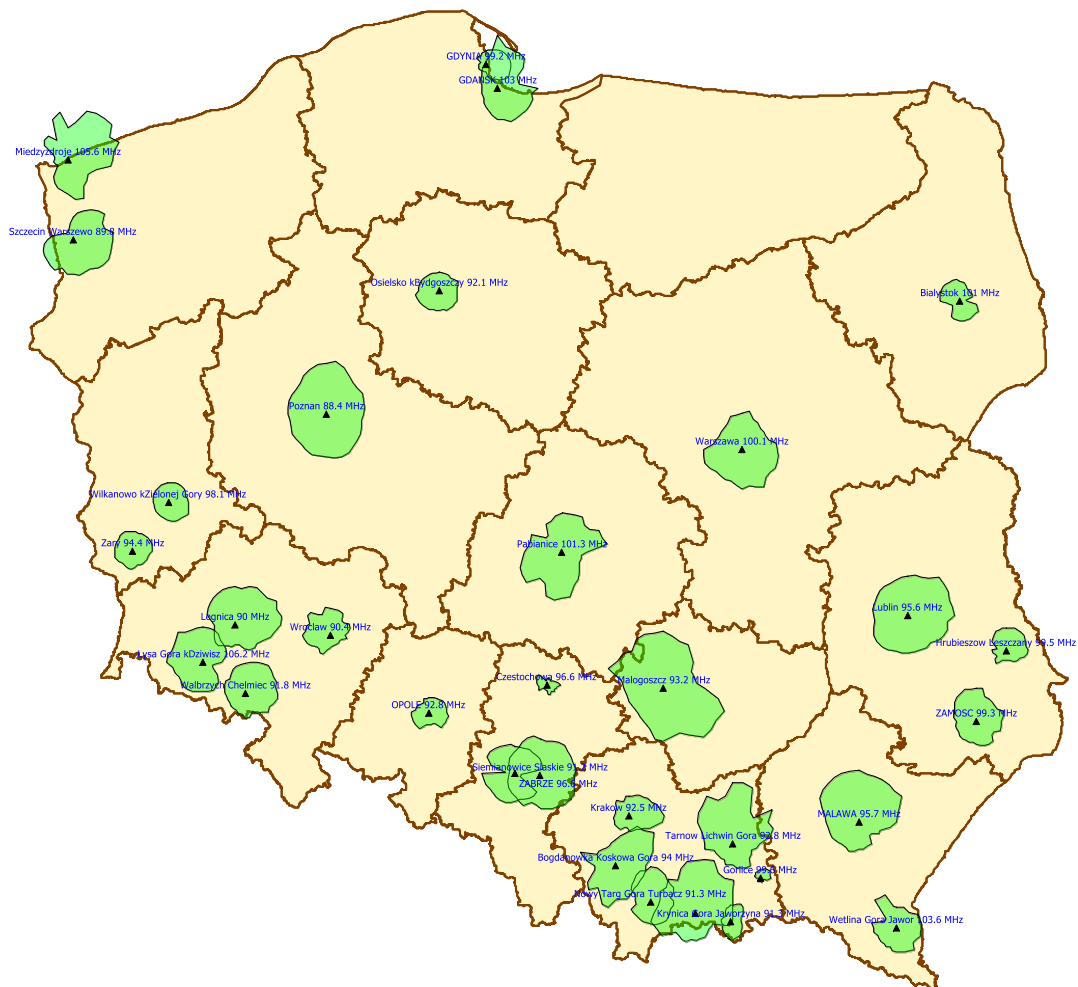 GDYNIA 99.2 MHz
GDANSK 103 MHz
Miedzyzdroje 105.6 MHz
Szczecin Warszewo 89.8 MHz
Osielsko kBydgoszczy 92.1 MHz
Bialystok 101 MHz
Poznan 88.4 MHz
Warszawa 100.1 MHz
Wilkanowo kZielonej Gory 98.1 MHz
Zary 94.4 MHz
Pabianice 101.3 MHz
Legnica 90 MHz
Wroclaw 90.4 MHz
Lublin 95.6 MHz
Hrubieszow Leszczany 99.5 MHz
Lysa Gora kDziwisz 106.2 MHz
Walbrzych Chelmiec 91.8 MHz
Czestochowa 96.6 MHz
Malogoszcz 93.2 MHz
OPOLE 92.8 MHz
ZAMOSC 99.3 MHz
Siemianowice Slaskie MHz
ZABRZE MHz
Krakow 92.5 MHz
MALAWA 95.7 MHz
Tarnow Lichwin Gora 92.8 MHz
Bogdanowka Koskowa Gora 94 MHz
Gorlice MHz
Nowy Targ Gora Turbacz 91.3 MHz
Krynica Gora Jaworzyna 91.3 MHz
Wetlina Gora Jawor 103.6 MHz